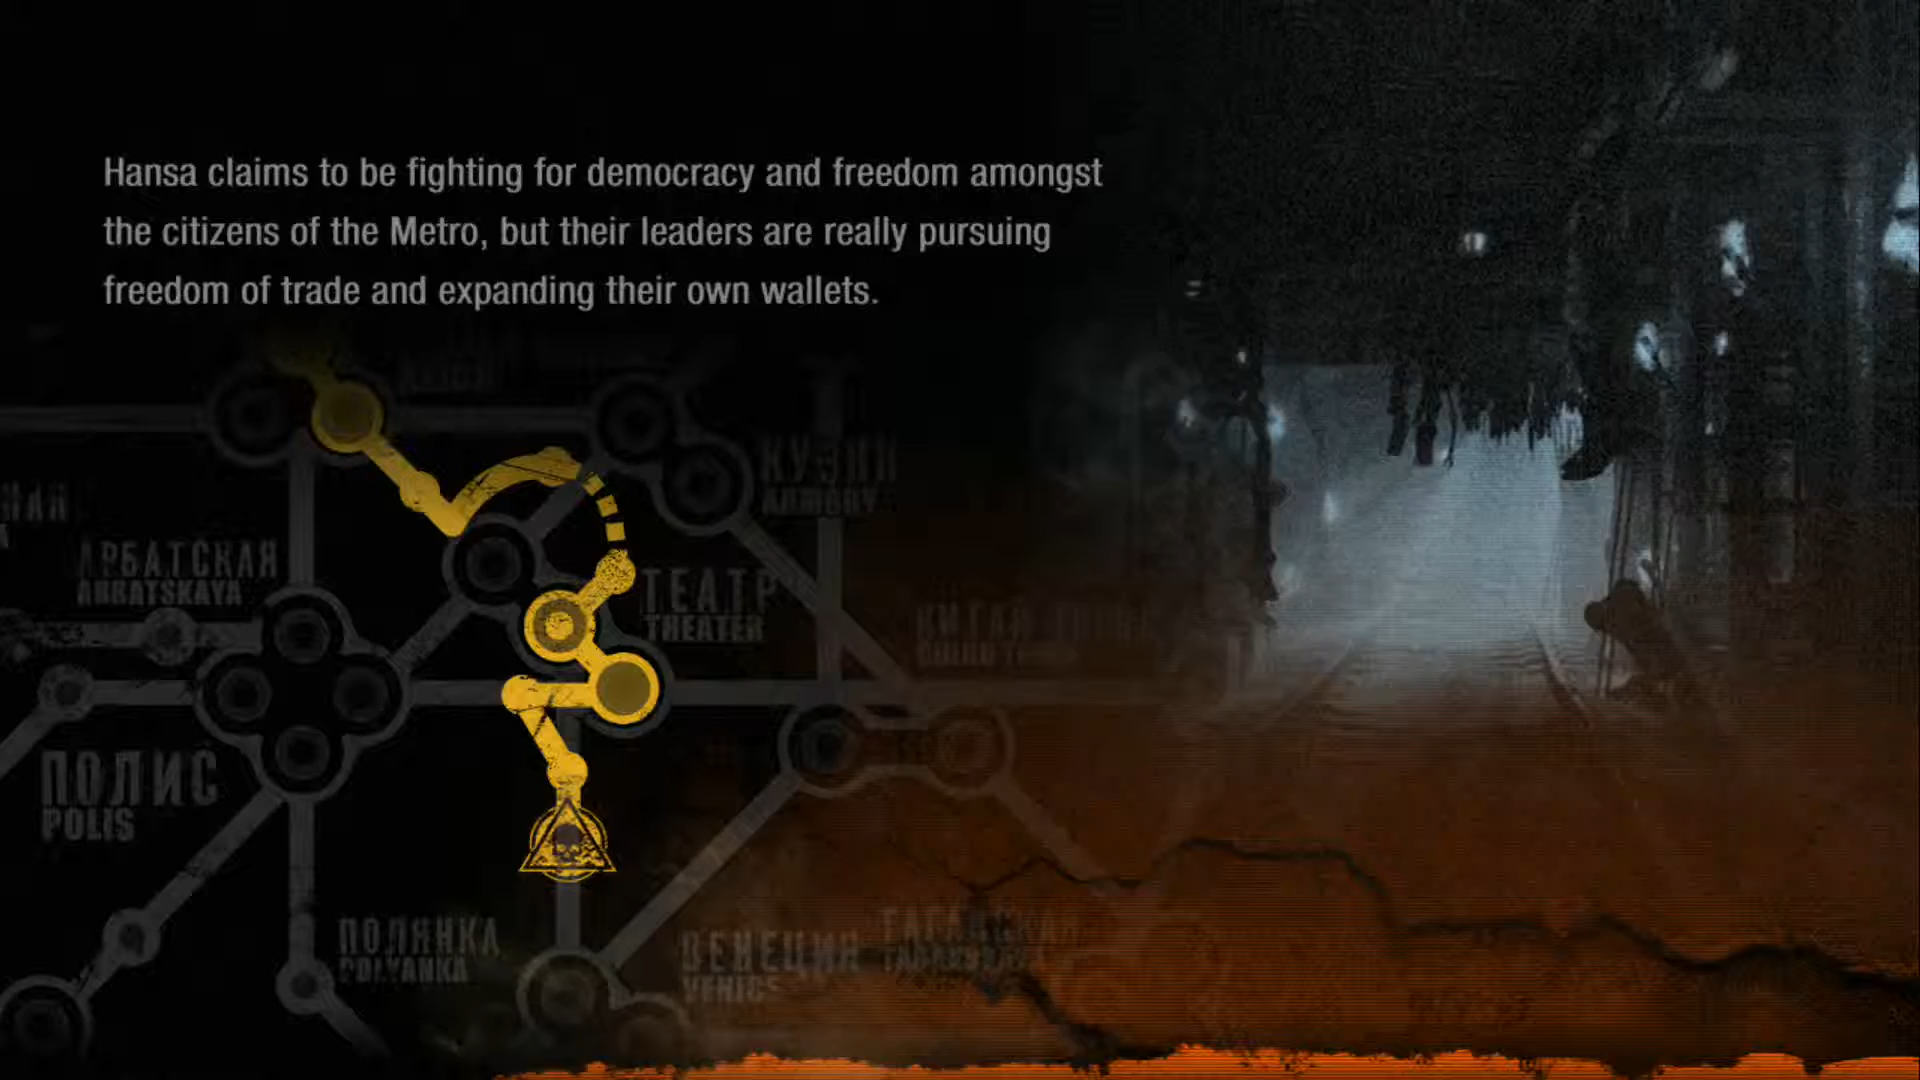 Hansa claims to be fighting for democracy and freedom amongst
the citizens of the Metro, but their leaders are really pursuing
freedom of trade and expanding their own wallets.
КУЗНИ
ARMORY
АРБАТСКАЯ
ARBATSKAYA
ТЕАТР
THEATER
ПОЛИС
POLIS
ПОЛЯНКА
POLYANKA
ВЕНЕЦИЯ
VENICE